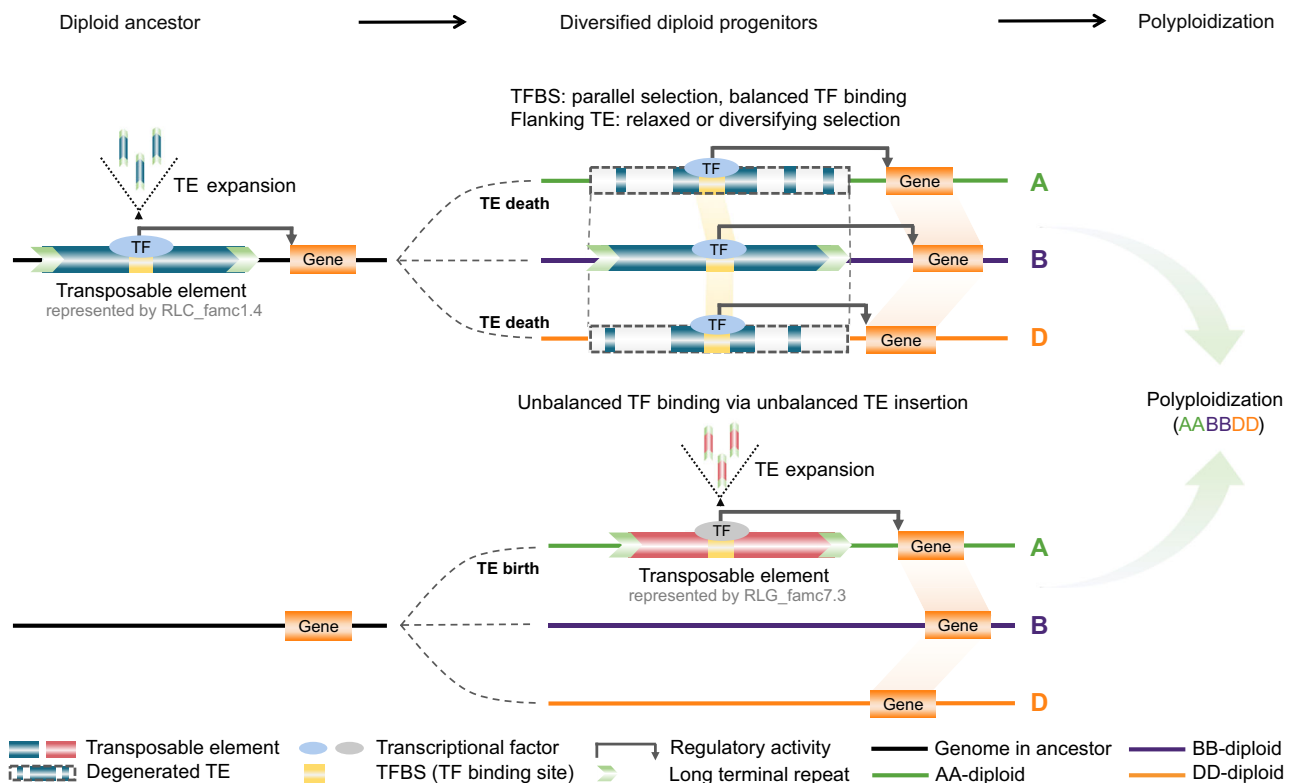 Diploid ancestor
Diversified diploid progenitors
Polyploidization
TFBS: parallel selection, balanced TF binding
Flanking TE: relaxed or diversifying selection
TE expansion
TF
Gene
Transposable element
represented by RLC_famc1.4
TE death
TF
Gene
A
TF
Gene
B
TE death
TF
Gene
D
Unbalanced TF binding via unbalanced TE insertion
TE expansion
TF
Gene
A
TE birth
Transposable element
represented by RLG_famc7.3
Gene
Gene
B
Gene
D
Polyploidization
(AABBDD)
Transposable element
Degenerated TE
Transcriptional factor
TFBS (TF binding site)
Regulatory activity
Long terminal repeat
Genome in ancestor
AA-diploid
BB-diploid
DD-diploid